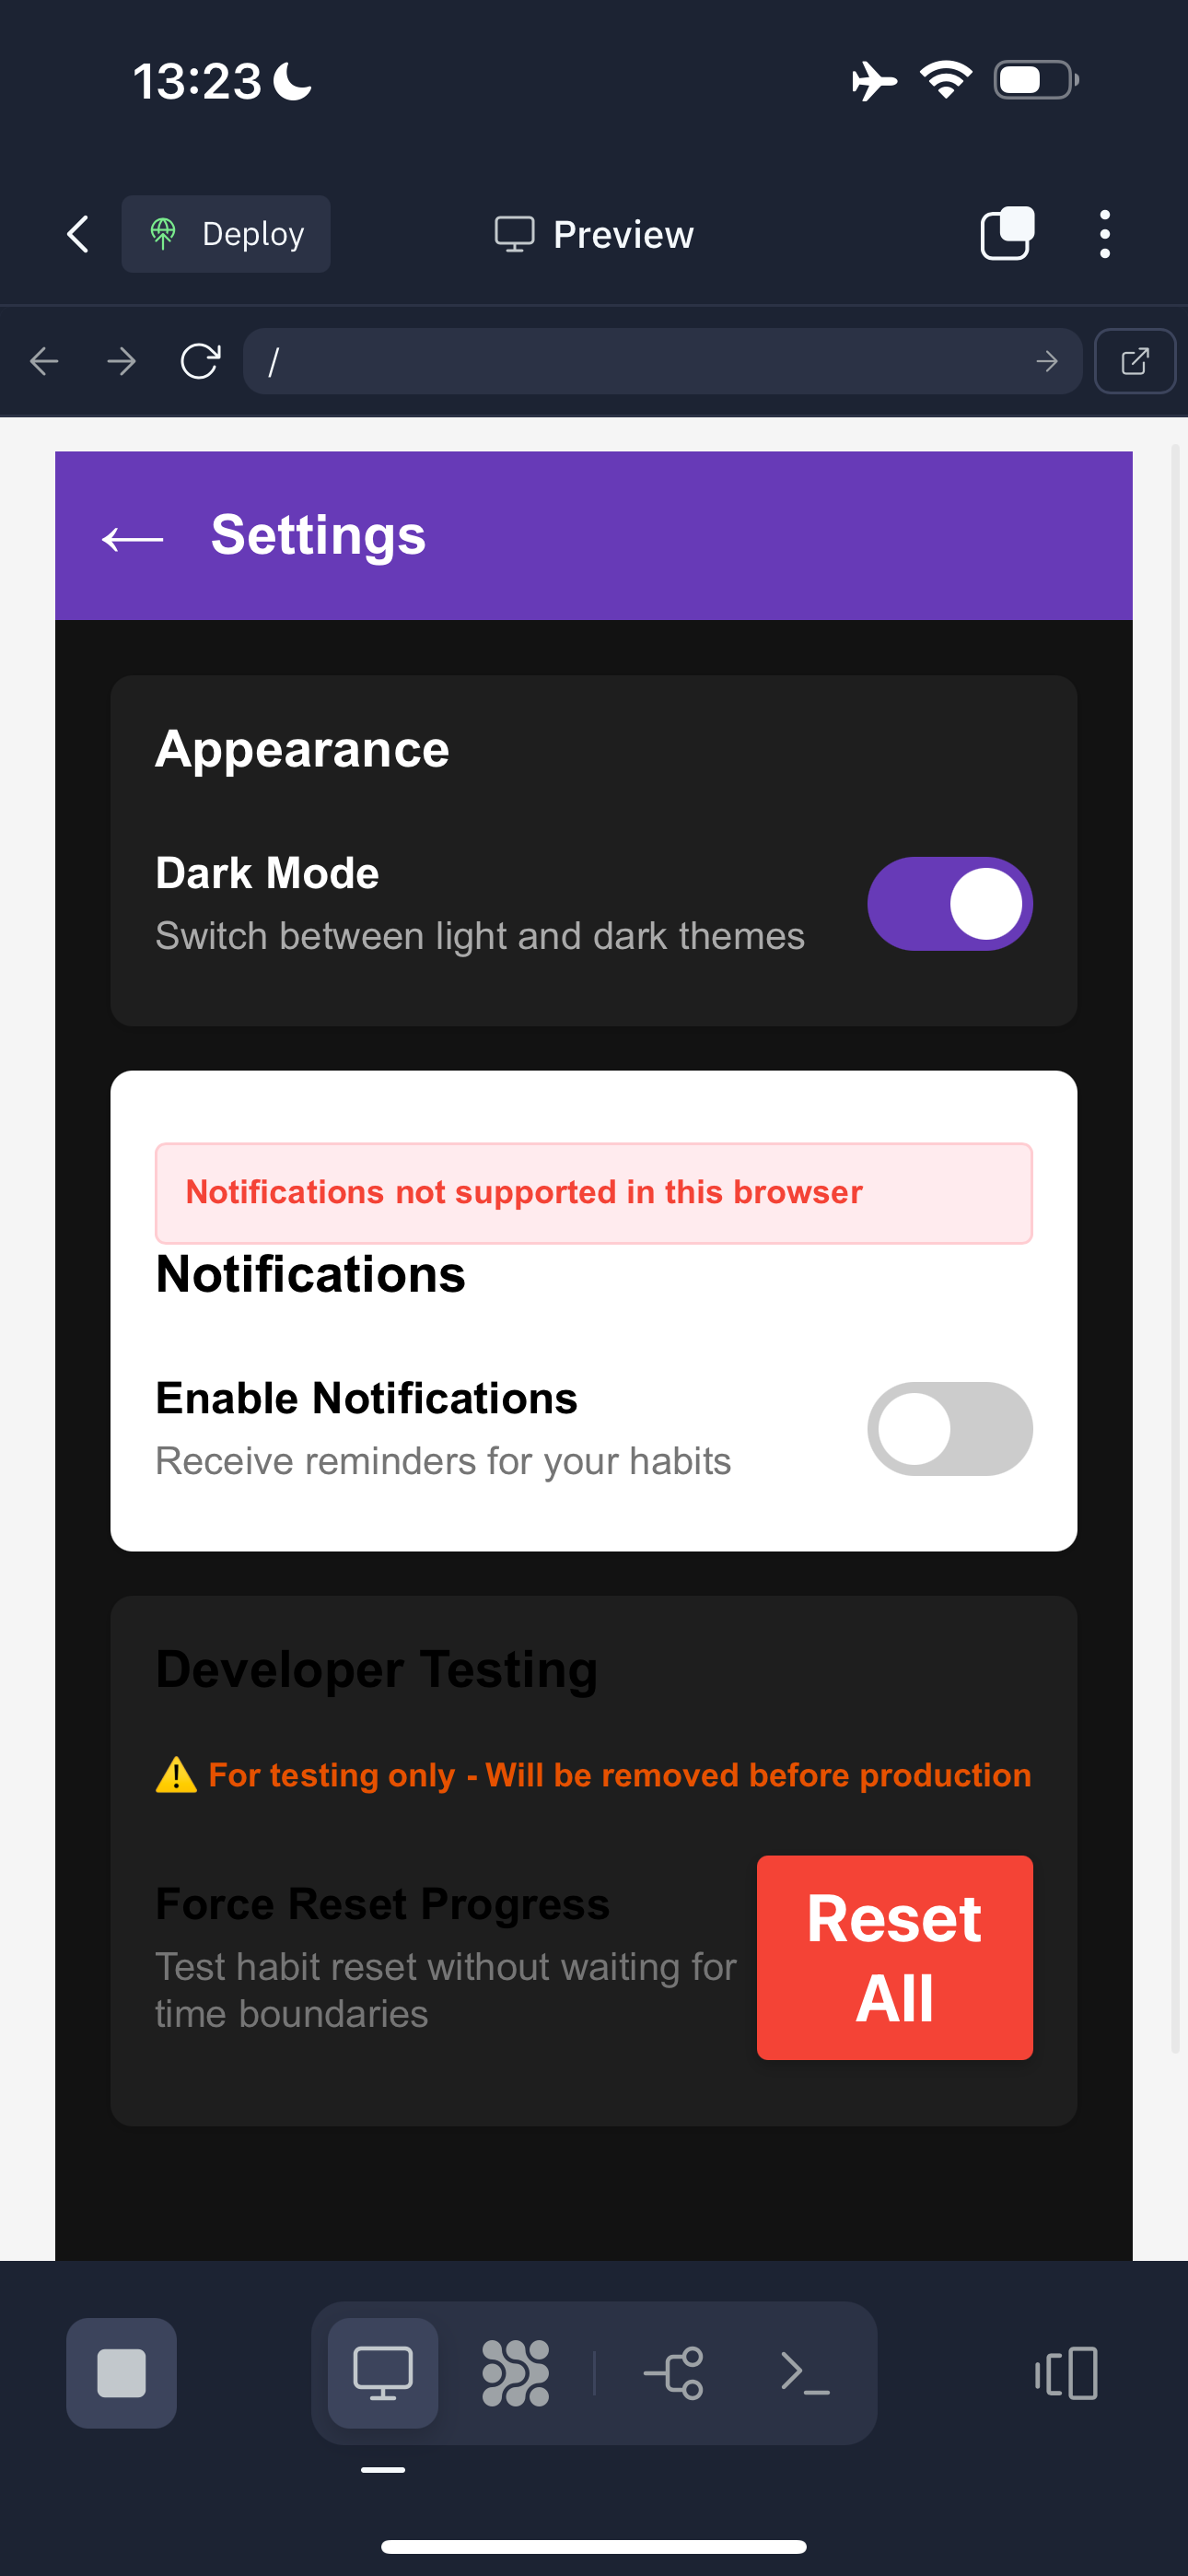 13:23
Deploy
Preview
/
Settings
Appearance
Dark Mode
Switch between light and dark themes
Notifications not supported in this browser
Notifications
Enable Notifications
Receive reminders for your habits
Developer Testing
⚠️ For testing only - Will be removed before production
Force Reset Progress
Test habit reset without waiting for
time boundaries
Reset
All